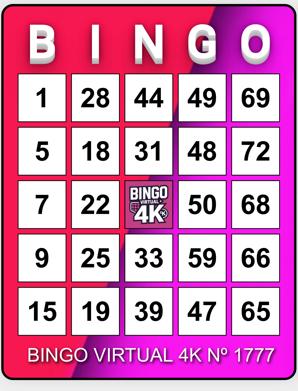 BINGO
1 28 44 49 69
5 18 31 48 72
BINGO
VIRTUAL
7 22 4K 50 68
9 25 33 59 66
15 19 39 47 65
BINGO VIRTUAL 4K Nº 1777